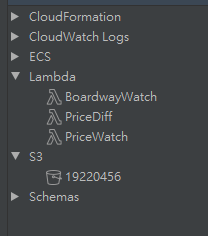 CloudFormation
CloudWatch Logs
ECS
Lambda
BoardwayWatch
PriceDiff
PriceWatch
S3
19220456
Schemas